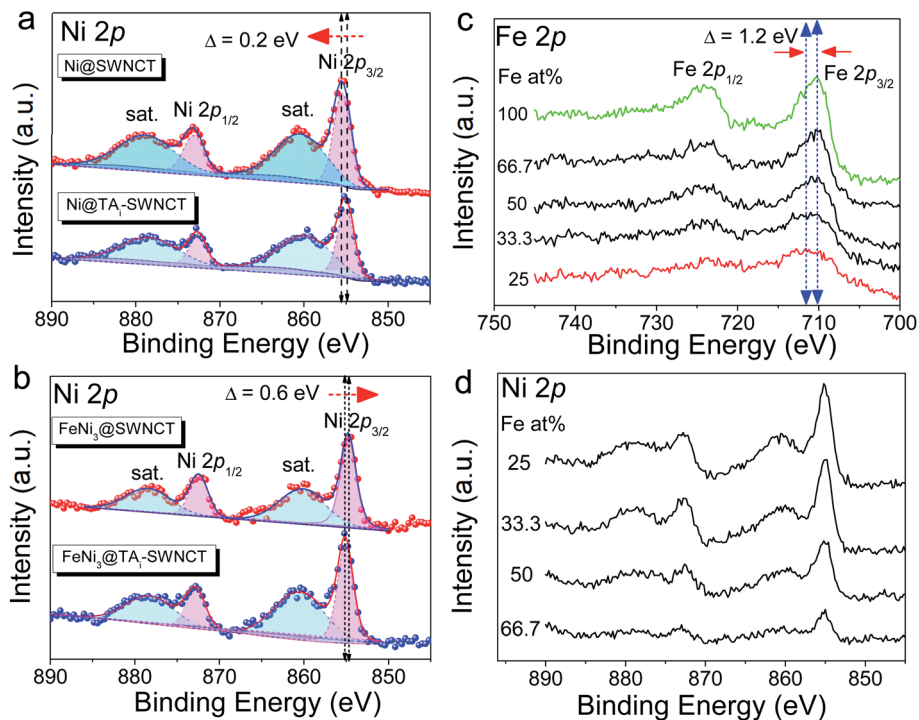 a
Ni 2p
Δ = 0.2 eV
Ni@SWNCT
Ni 2p3/2
sat.
Ni 2p1/2
sat.
Ni@TAi-SWNCT
Intensity (a.u.)
890 880 870 860 850
Binding Energy (eV)
b
Ni 2p
Δ = 0.6 eV
FeNi3@SWNCT
Ni 2p3/2
sat.
Ni 2p1/2
sat.
FeNi3@TAi-SWNCT
Intensity (a.u.)
890 880 870 860 850
Binding Energy (eV)
c
Fe 2p
Δ = 1.2 eV
Fe at%
Fe 2p1/2
Fe 2p3/2
100
66.7
50
33.3
25
Intensity (a.u.)
750 740 730 720 710 700
Binding Energy (eV)
d
Ni 2p
Fe at%
25
33.3
50
66.7
Intensity (a.u.)
890 880 870 860 850
Binding Energy (eV)